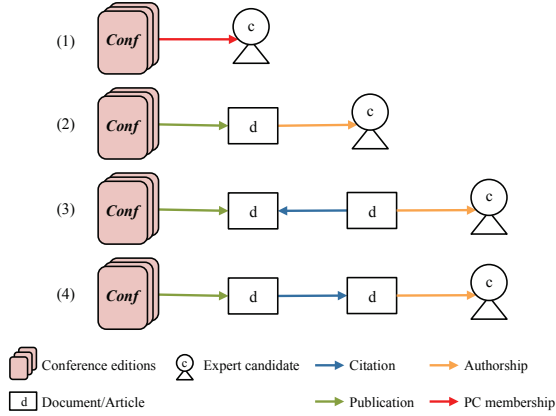 (1) Conf c
(2) Conf d c
(3) Conf d d c
(4) Conf d d c
Conference editions c Expert candidate Citation Authorship
d Document/Article Publication PC membership